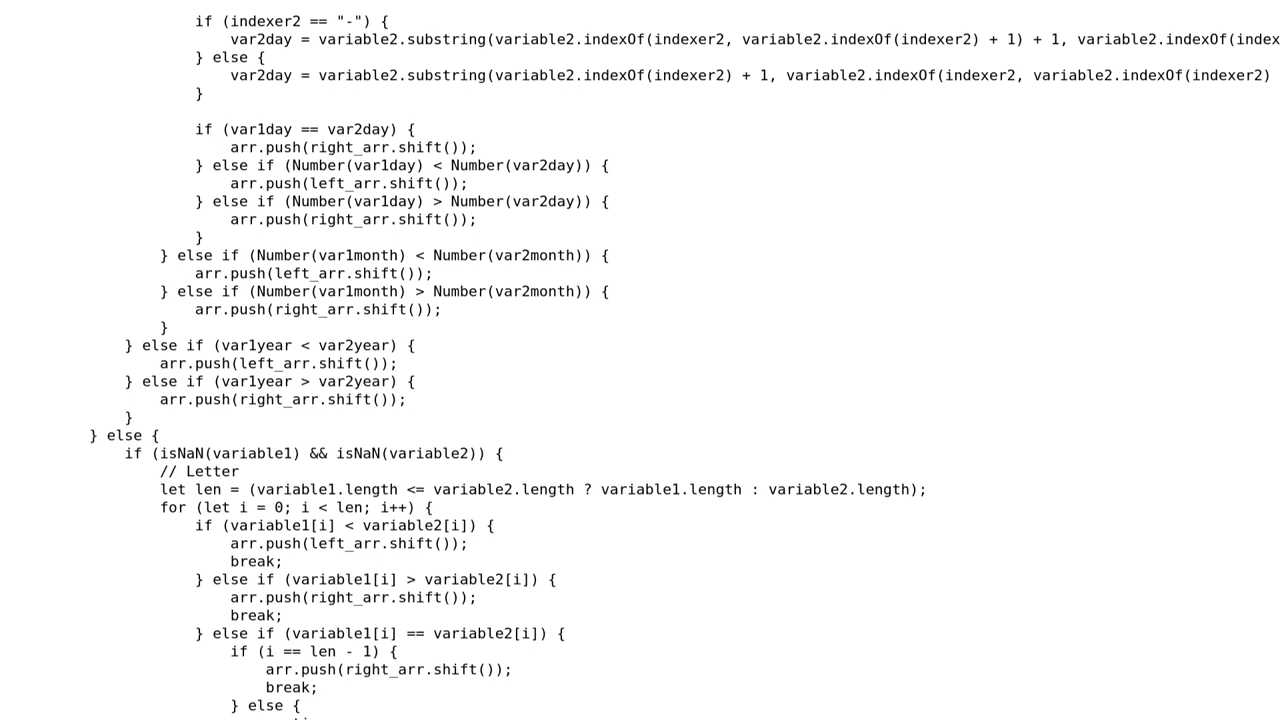 if (indexer2 == "-") {
var2day = variable2.substring(variable2.indexOf(indexer2, variable2.indexOf(indexer2) + 1) + 1, variable2.indexOf(index
} else {
var2day = variable2.substring(variable2.indexOf(indexer2) + 1, variable2.indexOf(indexer2, variable2.indexOf(indexer2)
}
if (var1day == var2day) {
arr.push(right_arr.shift());
} else if (Number(var1day) < Number(var2day)) {
arr.push(left_arr.shift());
} else if (Number(var1day) > Number(var2day)) {
arr.push(right_arr.shift());
}
} else if (Number(var1month) < Number(var2month)) {
arr.push(left_arr.shift());
} else if (Number(var1month) > Number(var2month)) {
arr.push(right_arr.shift());
}
} else if (var1year < var2year) {
arr.push(left_arr.shift());
} else if (var1year > var2year) {
arr.push(right_arr.shift());
}
} else {
if (isNaN(variable1) && isNaN(variable2)) {
// Letter
let len = (variable1.length <= variable2.length ? variable1.length : variable2.length);
for (let i = 0; i < len; i++) {
if (variable1[i] < variable2[i]) {
arr.push(left_arr.shift());
break;
} else if (variable1[i] > variable2[i]) {
arr.push(right_arr.shift());
break;
} else if (variable1[i] == variable2[i]) {
if (i == len - 1) {
arr.push(right_arr.shift());
break;
} else {